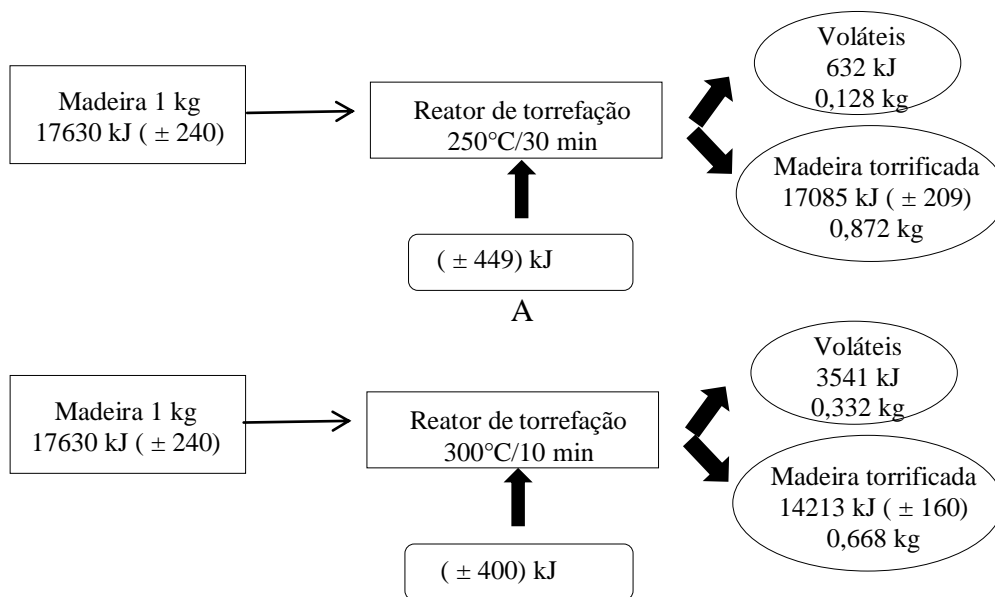 Madeira 1 kg
17630 kJ ( ± 240)
Reator de torrefação
250°C/30 min
Voláteis
632 kJ
0,128 kg
Madeira torrificada
17085 kJ ( ± 209)
0,872 kg
( ± 449) kJ
A
Madeira 1 kg
17630 kJ ( ± 240)
Reator de torrefação
300°C/10 min
Voláteis
3541 kJ
0,332 kg
Madeira torrificada
14213 kJ ( ± 160)
0,668 kg
( ± 400) kJ